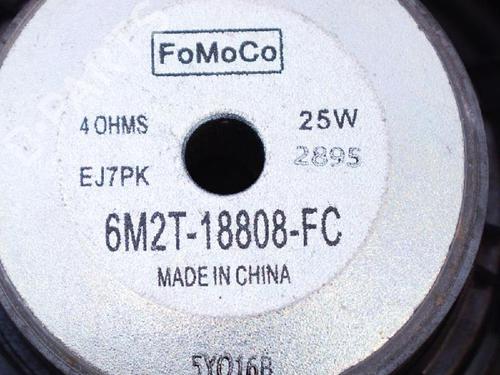 FoMoCo
4 OHMS 25W
2895
EJ7PK
6M2T-18808-FC
MADE IN CHINA
5YO16B